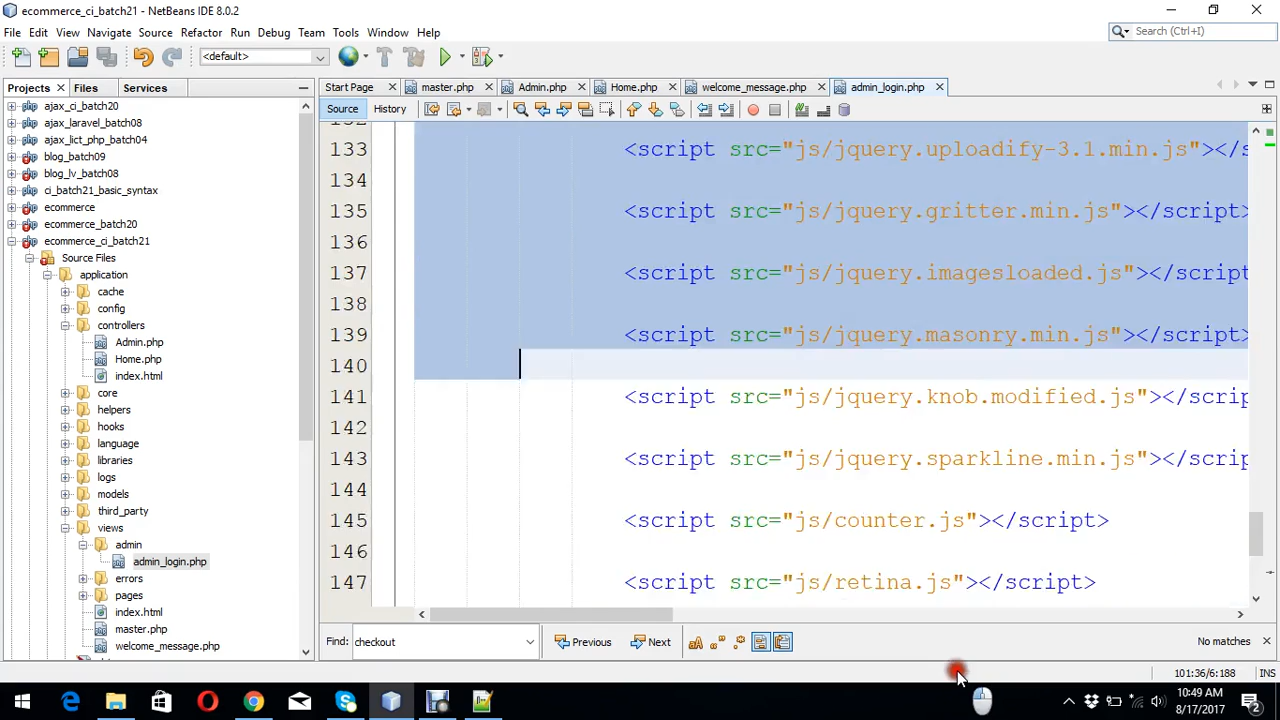 ecommerce_ci_batch21 - NetBeans IDE 8.0.2
File Edit View Navigate Source Refactor Run Debug Team Tools Window Help
Search (Ctrl+I)
<default>
Projects Files Services
Start Page master.php Admin.php Home.php welcome_message.php admin_login.php
Source History
ajax_ci_batch20
ajax_laravel_batch08
ajax_lict_php_batch04
blog_batch09
blog_lv_batch08
ci_batch21_basic_syntax
ecommerce
ecommerce_batch20
ecommerce_ci_batch21
Source Files
application
cache
config
controllers
Admin.php
Home.php
index.html
core
helpers
hooks
language
libraries
logs
models
third_party
views
admin
admin_login.php
errors
pages
index.html
master.php
welcome_message.php
132
133 <script src="js/jquery.uploadify-3.1.min.js"></s
134
135 <script src="js/jquery.gritter.min.js"></script>
136
137 <script src="js/jquery.imagesloaded.js"></script
138
139 <script src="js/jquery.masonry.min.js"></script>
140
141 <script src="js/jquery.knob.modified.js"></scrip
142
143 <script src="js/jquery.sparkline.min.js"></scrip
144
145 <script src="js/counter.js"></script>
146
147 <script src="js/retina.js"></script>
Find: checkout Previous Next No matches
101:36/6:188 INS
10:49 AM
8/17/2017
2